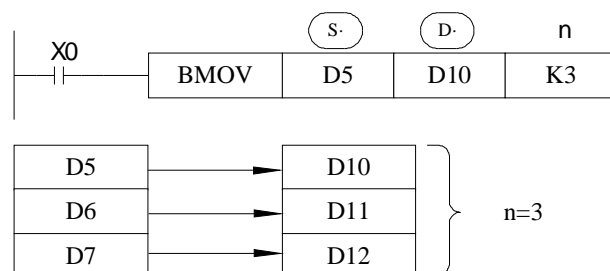 S· D· n
X0
BMOV D5 D10 K3
D5 D10
D6 D11 n=3
D7 D12